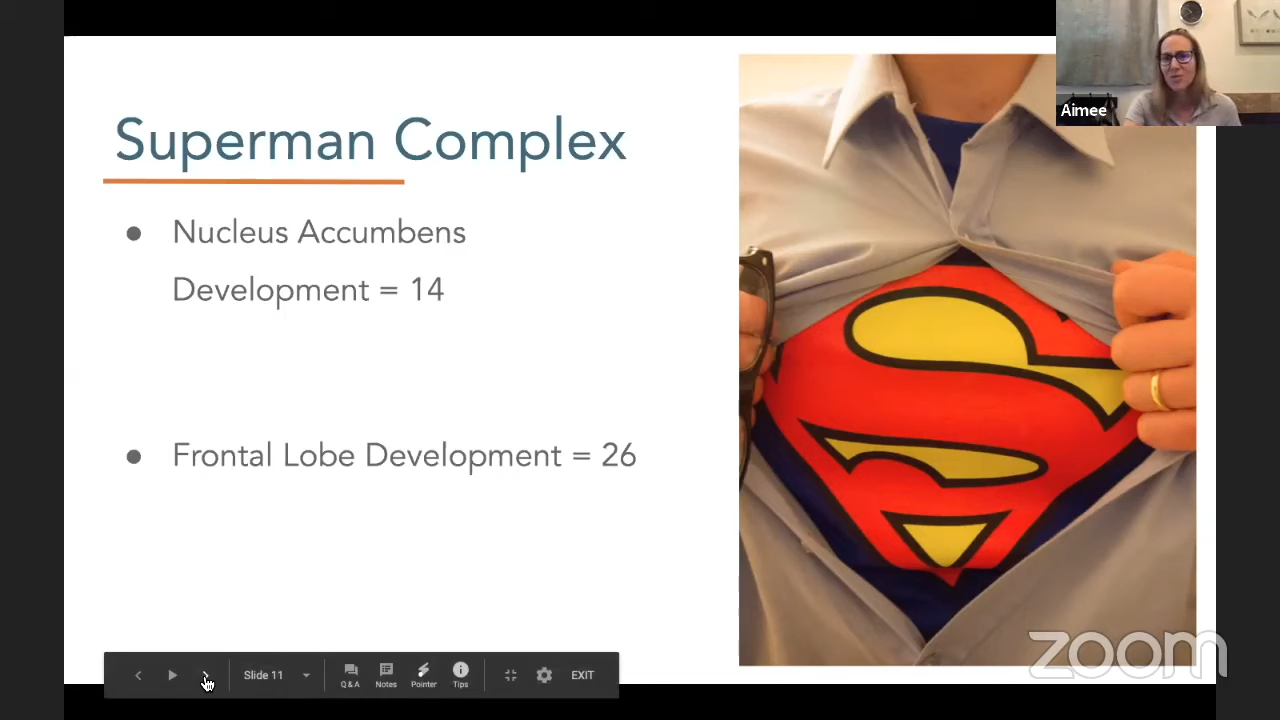 Aimee
Superman Complex
● Nucleus Accumbens
Development = 14
● Frontal Lobe Development = 26
S
zoom
Slide 11
Q&A
Notes
Pointer
Tips
EXIT